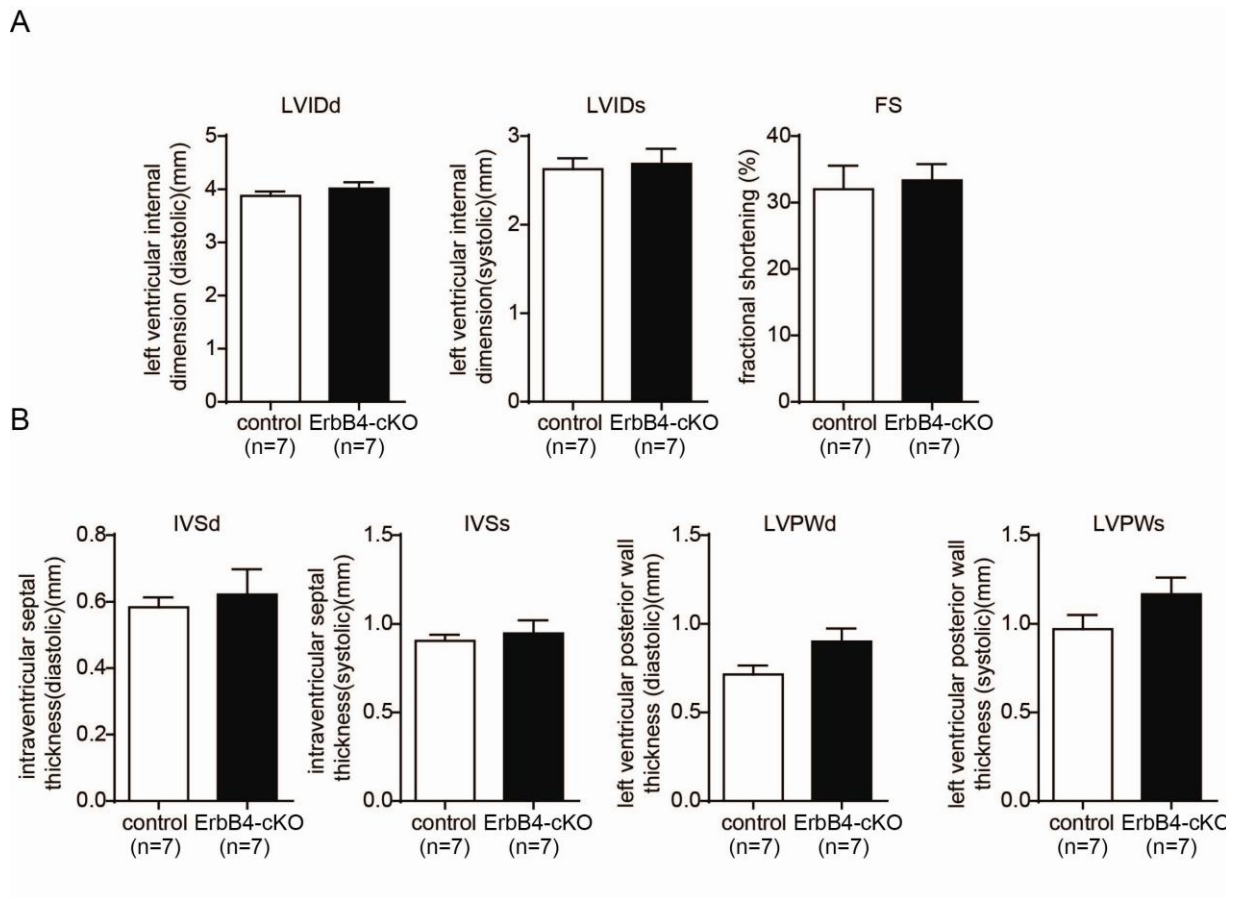 A
LVIDd
left ventricular internal
dimension (diastolic)(mm)
5
4
3
2
1
0
control ErbB4-cKO
(n=7) (n=7)
LVIDs
left ventricular internal
dimension(systolic)(mm)
3
2
1
0
control ErbB4-cKO
(n=7) (n=7)
FS
fractional shortening (%)
40
30
20
10
0
control ErbB4-cKO
(n=7) (n=7)
B
IVSd
intraventricular septal
thickness(diastolic)(mm)
0.8
0.6
0.4
0.2
0.0
control ErbB4-cKO
(n=7) (n=7)
IVSs
intraventricular septal
thickness(systolic)(mm)
1.5
1.0
0.5
0.0
control ErbB4-cKO
(n=7) (n=7)
LVPWd
left ventricular posterior wall
thickness (diastolic)(mm)
1.5
1.0
0.5
0.0
control ErbB4-cKO
(n=7) (n=7)
LVPWs
left ventricular posterior wall
thickness (systolic)(mm)
1.5
1.0
0.5
0.0
control ErbB4-cKO
(n=7) (n=7)